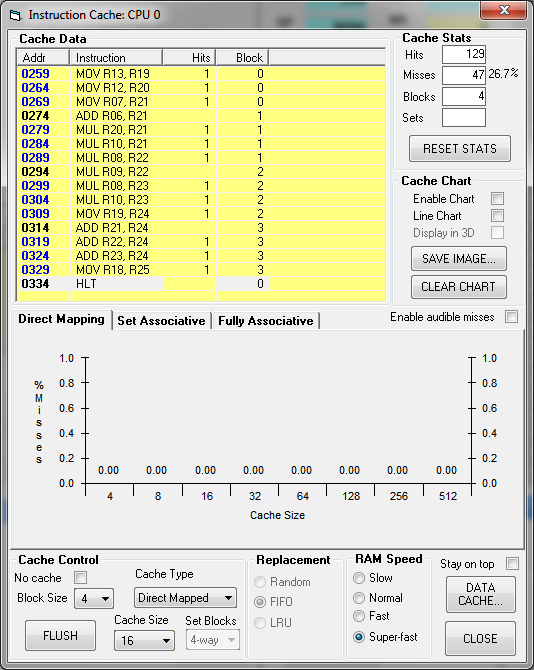 Instruction Cache: CPU 0
Cache Data
Addr Instruction Hits Block
0259 MOV R13, R19 1 0
0264 MOV R12, R20 1 0
0269 MOV R07, R21 1 0
0274 ADD R06, R21 1
0279 MUL R20, R21 1 1
0284 MUL R10, R21 1 1
0289 MUL R08, R22 1 1
0294 MUL R09, R22 2
0299 MUL R08, R23 1 2
0304 MUL R10, R23 1 2
0309 MOV R19, R24 1 2
0314 ADD R21, R24 3
0319 ADD R22, R24 1 3
0324 ADD R23, R24 1 3
0329 MOV R18, R25 1 3
0334 HLT 0
Cache Stats
Hits 129
Misses 47 26.7%
Blocks 4
Sets
RESET STATS
Cache Chart
Enable Chart
Line Chart
Display in 3D
SAVE IMAGE...
CLEAR CHART
Direct Mapping Set Associative Fully Associative
Enable audible misses
% Misses
1.0 1.0
0.8 0.8
0.6 0.6
0.4 0.4
0.2 0.2
0.0 0.0
0.00 0.00 0.00 0.00 0.00 0.00 0.00 0.00
4 8 16 32 64 128 256 512
Cache Size
Cache Control
No cache
Block Size 4
FLUSH
Cache Type
Direct Mapped
Cache Size
16
Set Blocks
4-way
Replacement
Random
FIFO
LRU
RAM Speed
Slow
Normal
Fast
Super-fast
Stay on top
DATA
CACHE...
CLOSE